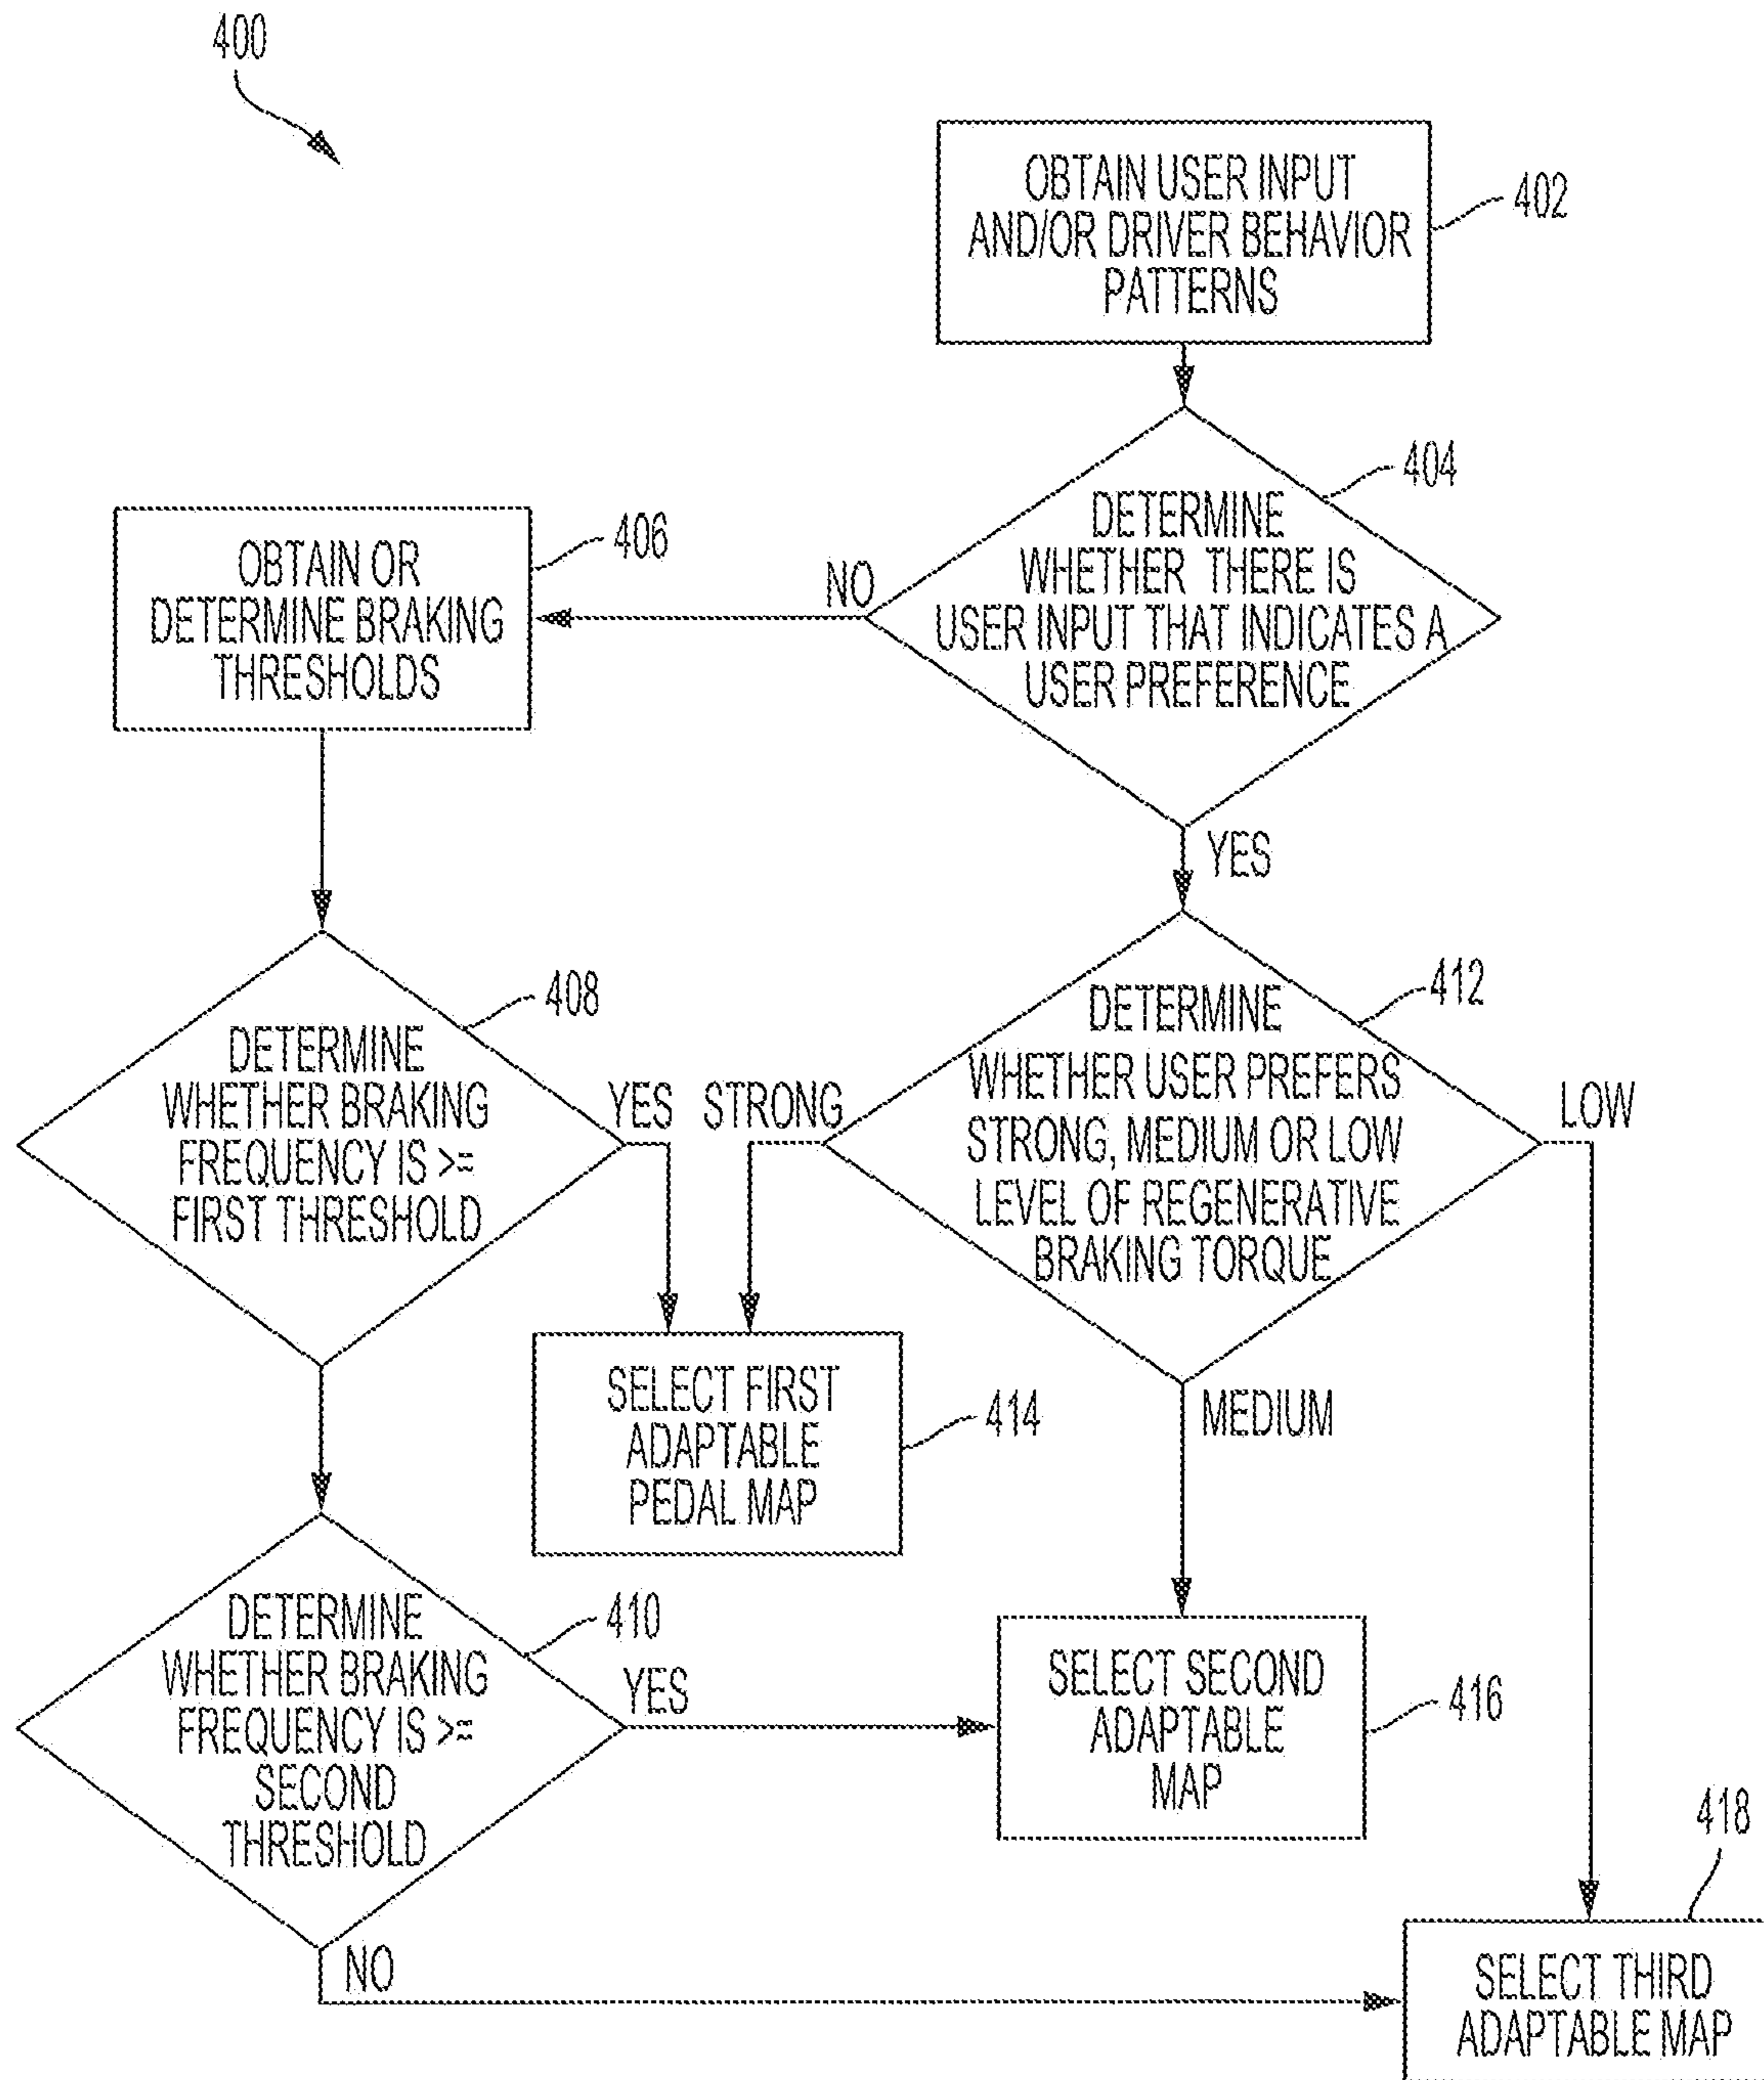 400
OBTAIN USER INPUT
AND/OR DRIVER BEHAVIOR
PATTERNS
402
DETERMINE
WHETHER THERE IS
USER INPUT THAT INDICATES A
USER PREFERENCE
404
NO
YES
OBTAIN OR
DETERMINE BRAKING
THRESHOLDS
406
DETERMINE
WHETHER BRAKING
FREQUENCY IS >=
FIRST THRESHOLD
408
YES
STRONG
DETERMINE
WHETHER USER PREFERS
STRONG, MEDIUM OR LOW
LEVEL OF REGENERATIVE
BRAKING TORQUE
412
LOW
MEDIUM
SELECT FIRST
ADAPTABLE
PEDAL MAP
414
DETERMINE
WHETHER BRAKING
FREQUENCY IS >=
SECOND
THRESHOLD
410
YES
NO
SELECT SECOND
ADAPTABLE
MAP
416
418
SELECT THIRD
ADAPTABLE MAP